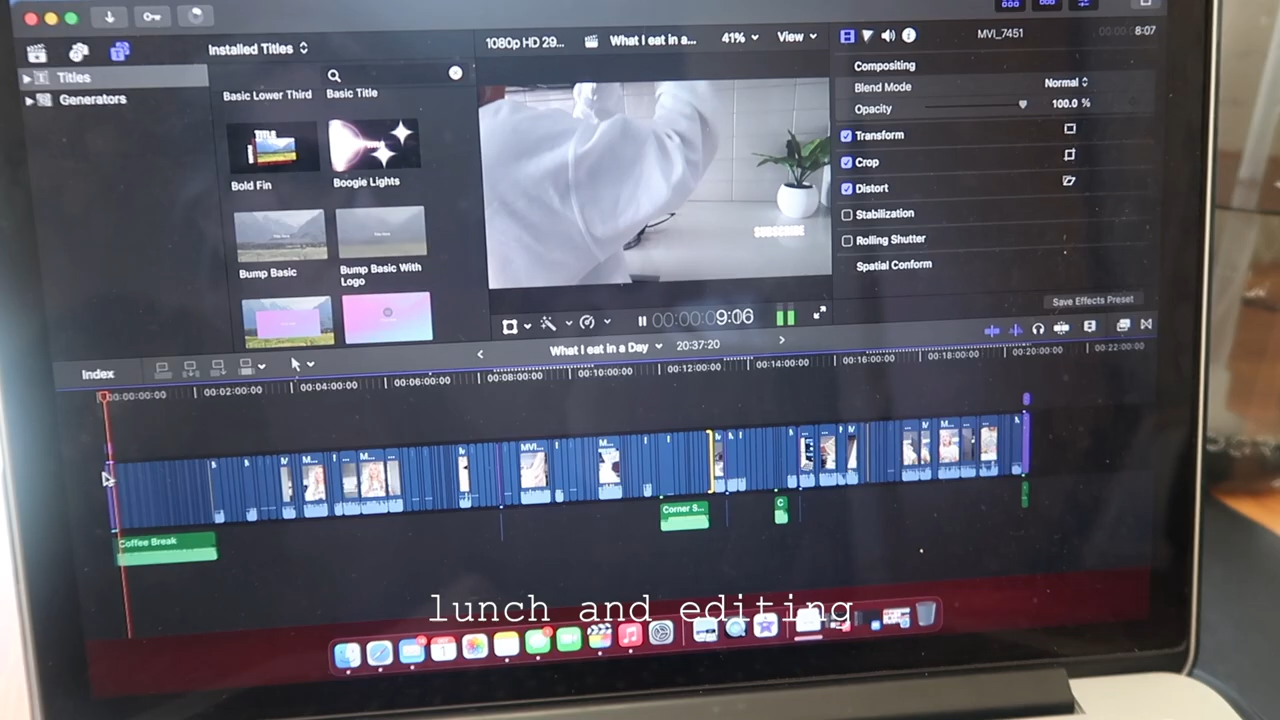 Installed Titles
1080p HD 29...
What I eat in a...
41%
View
MVI_7451
8:07
Titles
Generators
Basic Lower Third
Basic Title
Bold Fin
Boogie Lights
Bump Basic
Bump Basic With
Logo
SUBSCRIBE
Compositing
Blend Mode
Normal
Opacity
100.0 %
Transform
Crop
Distort
Stabilization
Rolling Shutter
Spatial Conform
Save Effects Preset
00:00:09:06
Index
What I eat in a Day
20:37:20
00:00:00:00
00:02:00:00
00:04:00:00
00:06:00:00
00:08:00:00
00:10:00:00
00:12:00:00
00:14:00:00
00:16:00:00
00:18:00:00
00:20:00:00
00:22:00:00
M...
M...
MVI...
M...
M...
Coffee Break
Corner S...
C
lunch and editing